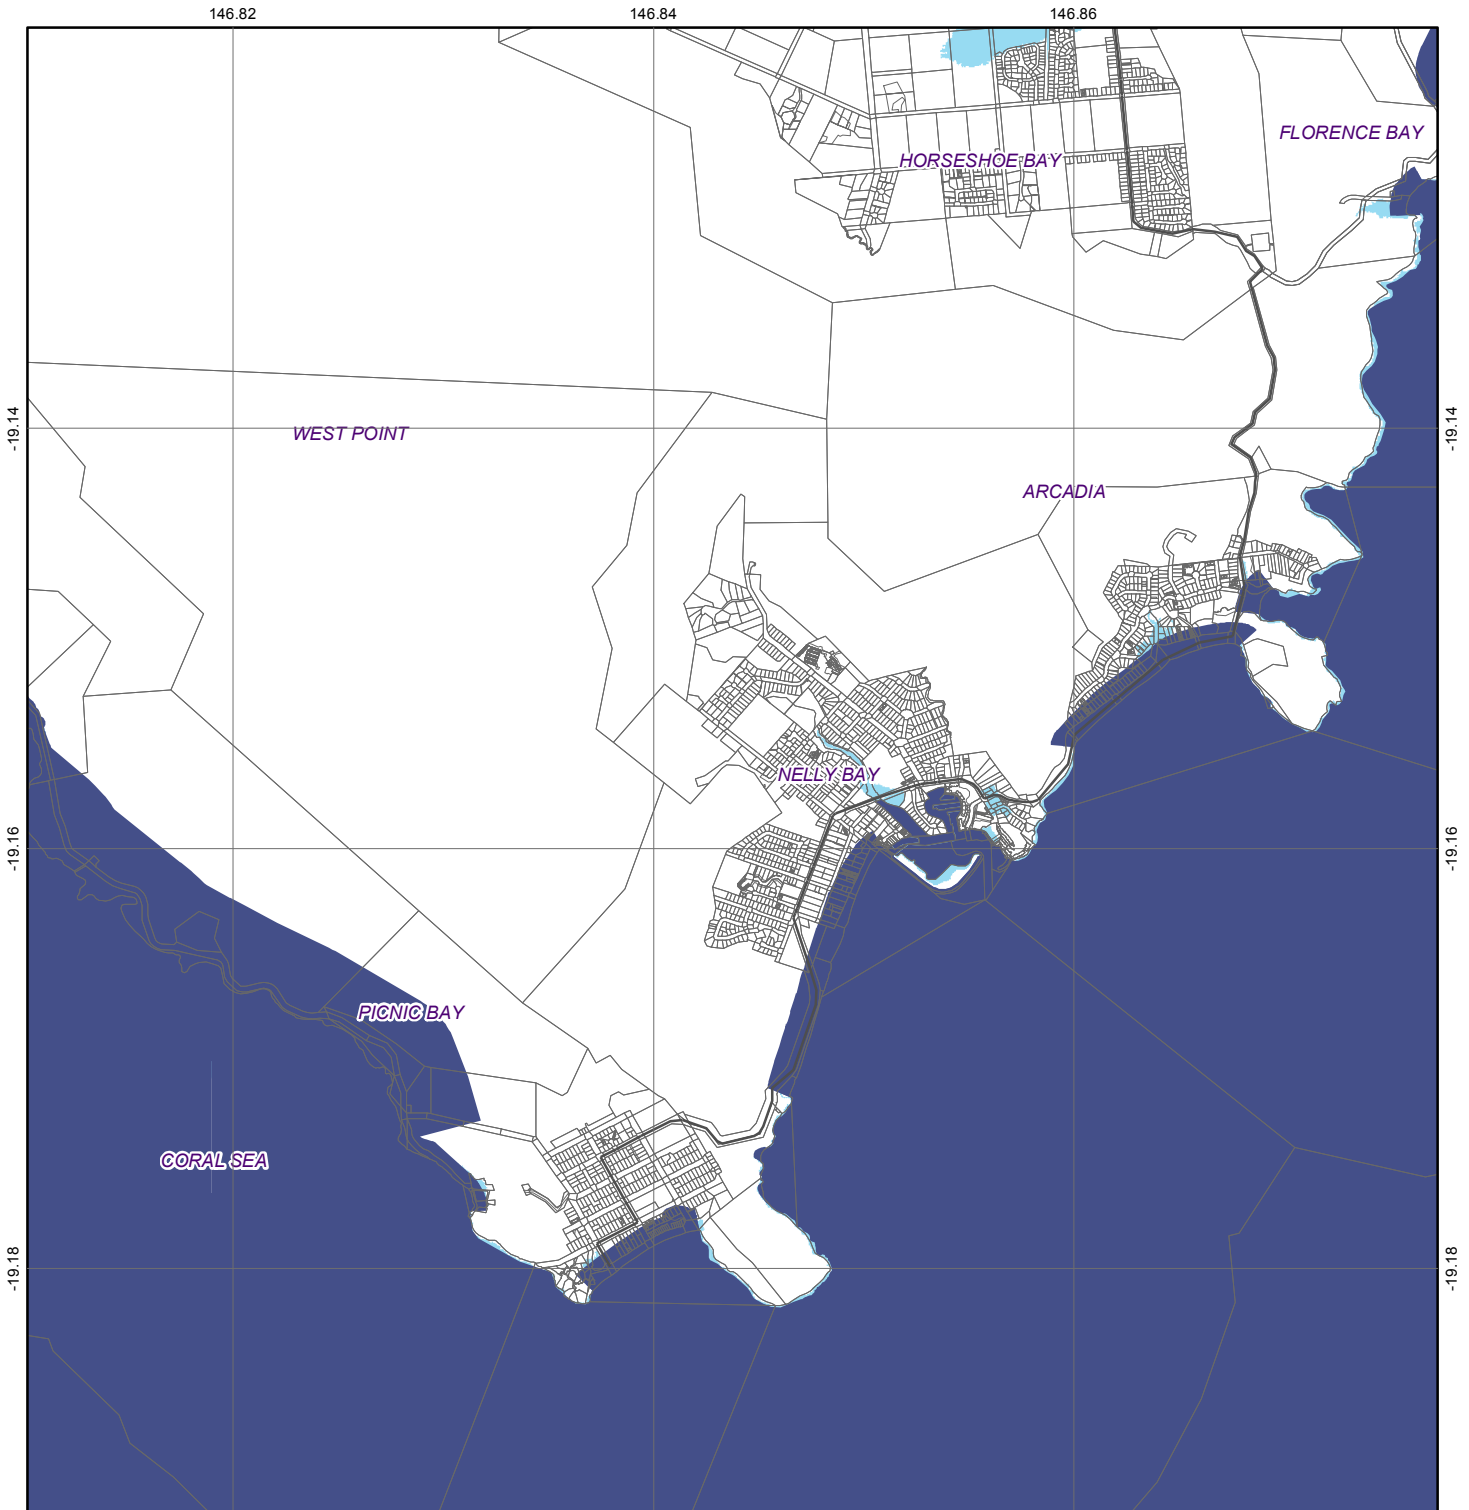 146.82
146.84
146.86
FLORENCE BAY
HORSESHOE BAY
-19.14
WEST POINT
-19.14
ARCADIA
NELLY BAY
-19.16
-19.16
PICNIC BAY
CORAL SEA
-19.18
-19.18